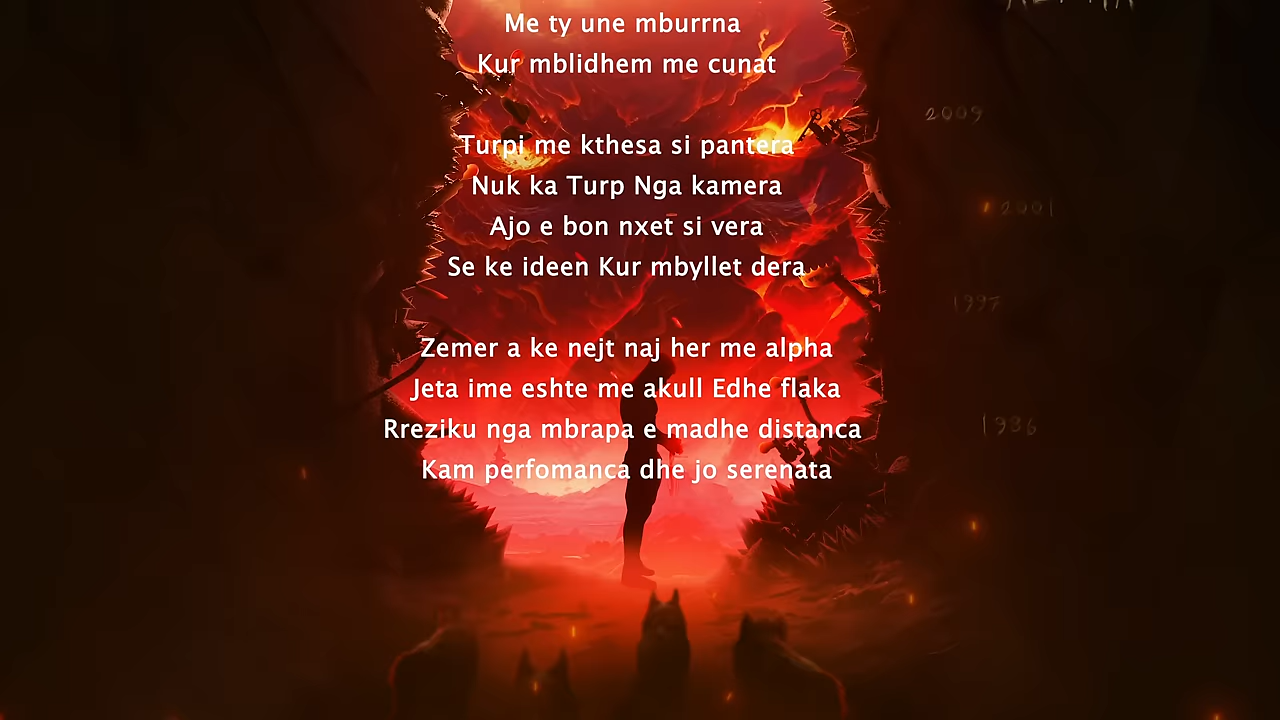 Me ty une mburrna
Kur mblidhem me cunat
Turpi me kthesa si pantera
Nuk ka Turp Nga kamera
Ajo e bon nxet si vera
Se ke ideen Kur mbyllet dera
Zemer a ke nejt naj her me alpha
Jeta ime eshte me akull Edhe flaka
Rreziku nga mbrapa e madhe distanca
Kam perfomanca dhe jo serenata
2009
2001
1997
1996